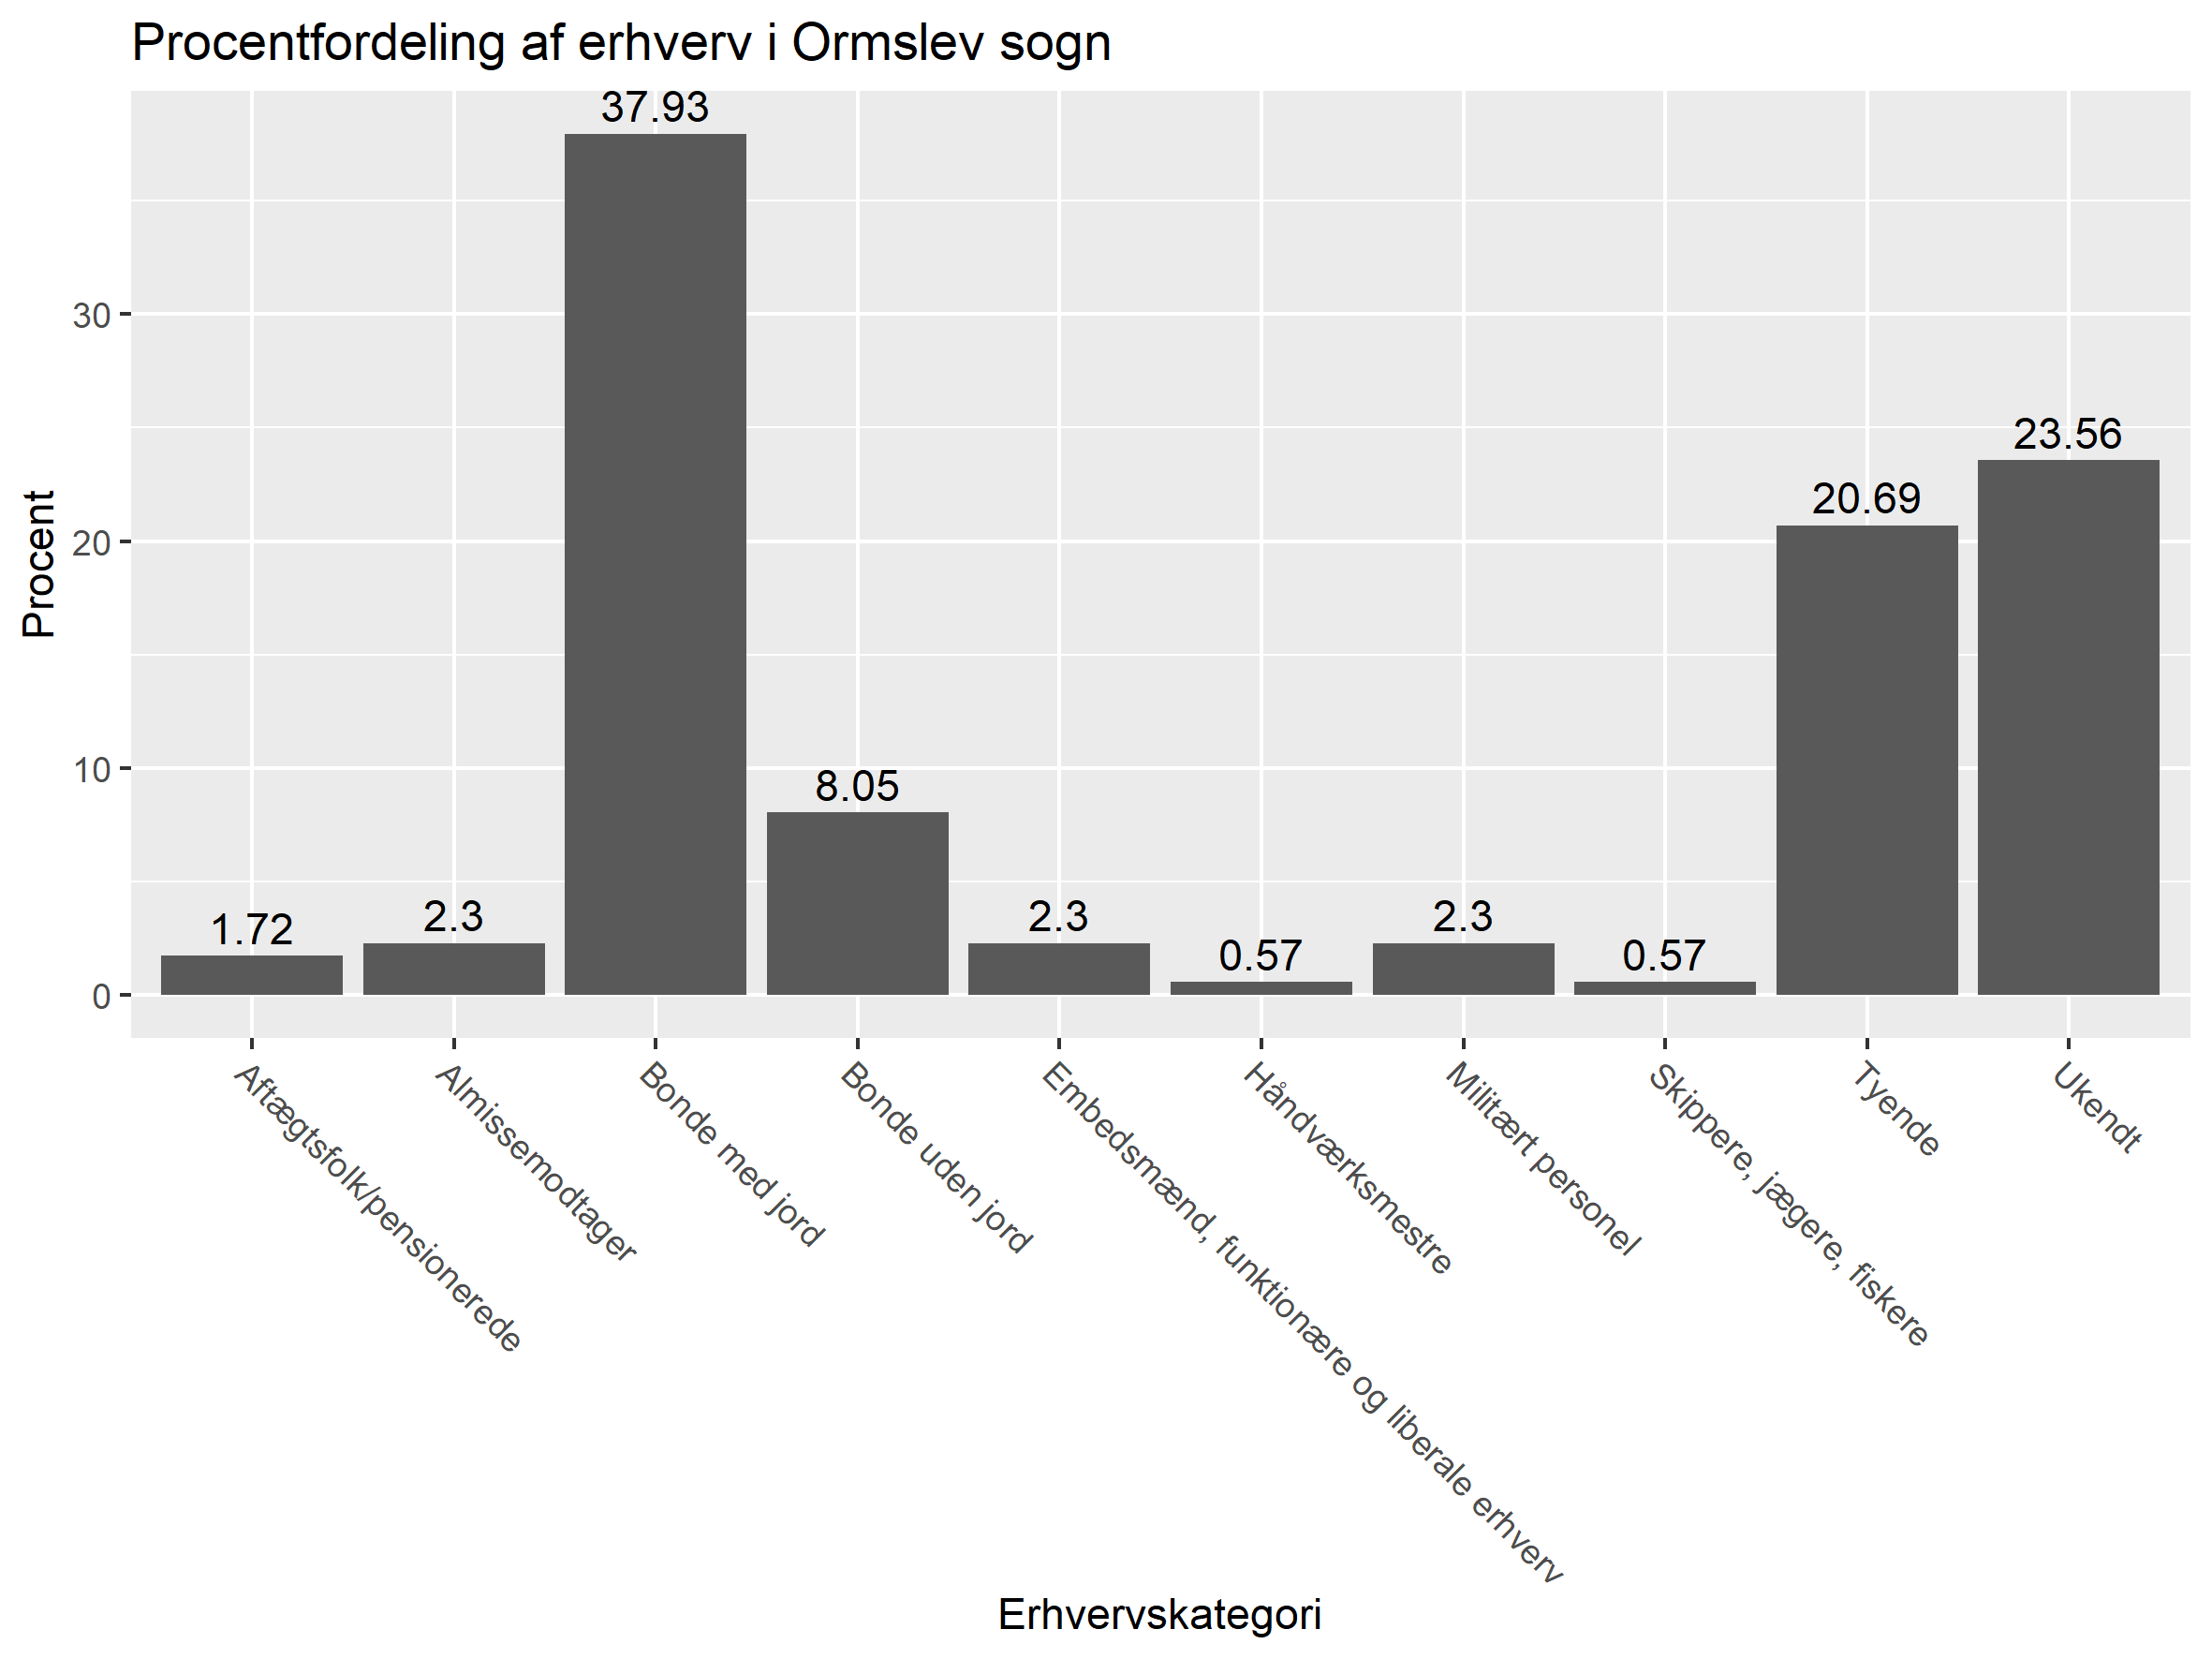 Procentfordeling af erhverv i Ormslev sogn
Procent
30
20
10
0
1.72
2.3
37.93
8.05
2.3
0.57
2.3
0.57
20.69
23.56
Aftægtsfolk/pensionerede
Almissemodtager
Bonde med jord
Bonde uden jord
Embedsmænd, funktionære og liberale erhverv
Håndværksmestre
Militært personel
Skippere, jægere, fiskere
Tyende
Ukendt
Erhvervskategori